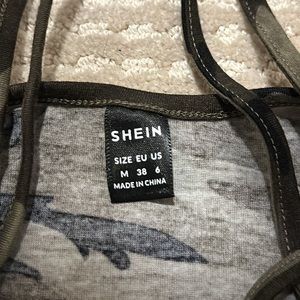 SHEIN
SIZE EU US
M 38 6
MADE IN CHINA